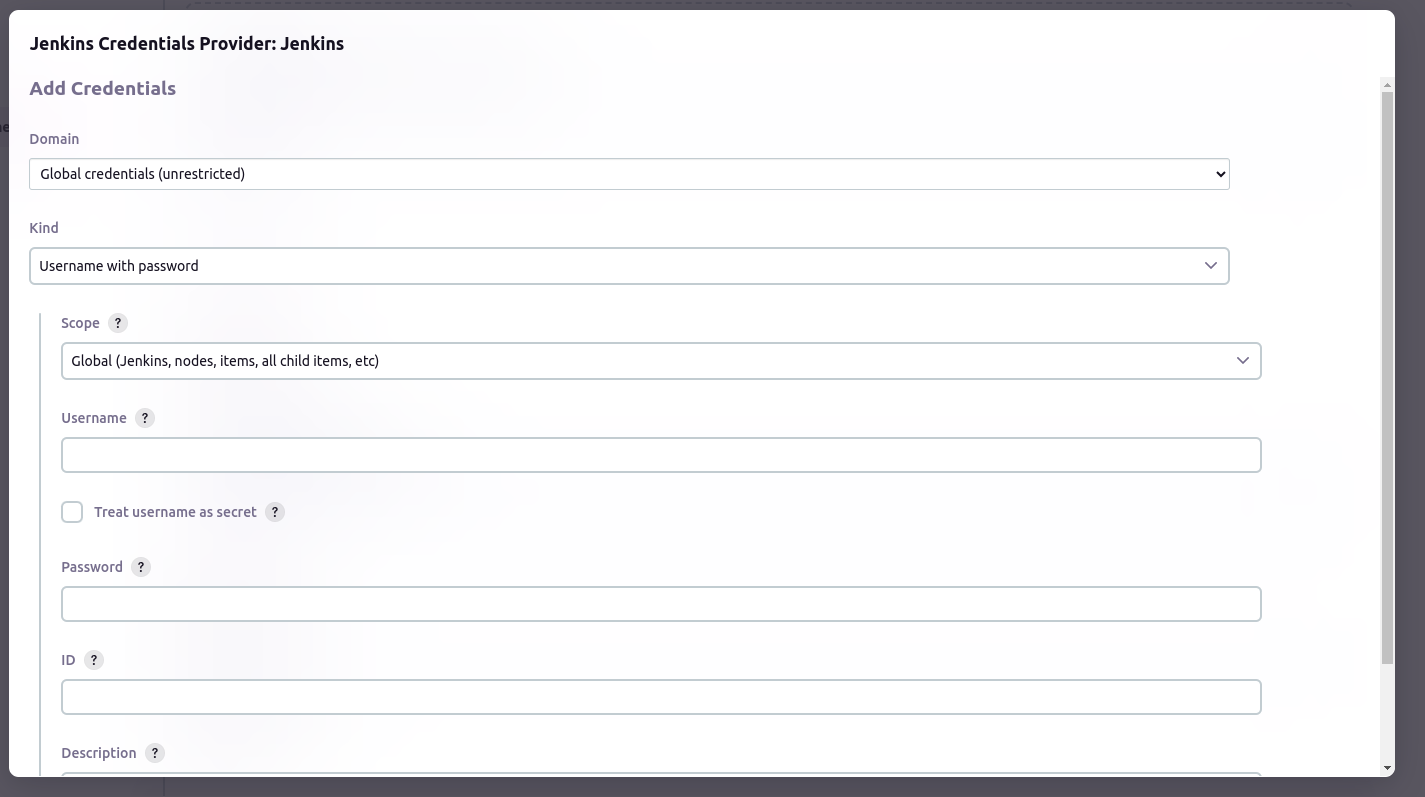 Jenkins Credentials Provider: Jenkins
Add Credentials
Domain
Global credentials (unrestricted)
Kind
Username with password
Scope ?
Global (Jenkins, nodes, items, all child items, etc)
Username ?
Treat username as secret ?
Password ?
ID ?
Description ?